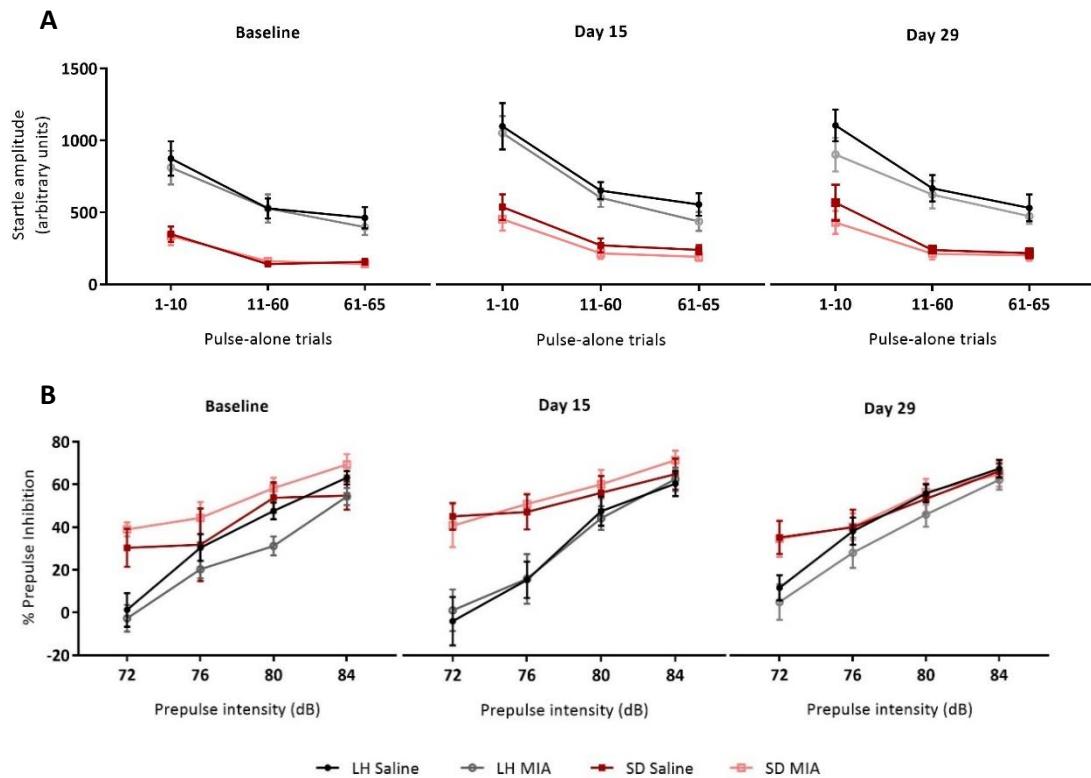 A
Baseline
Day 15
Day 29
Startle amplitude
(arbitrary units)
1500
1000
500
0
1-10 11-60 61-65
1-10 11-60 61-65
1-10 11-60 61-65
Pulse-alone trials
Pulse-alone trials
Pulse-alone trials
B
Baseline
Day 15
Day 29
% Prepulse Inhibition
80
60
40
20
0
-20
72 76 80 84
72 76 80 84
72 76 80 84
Prepulse intensity (dB)
Prepulse intensity (dB)
Prepulse intensity (dB)
LH Saline LH MIA SD Saline SD MIA